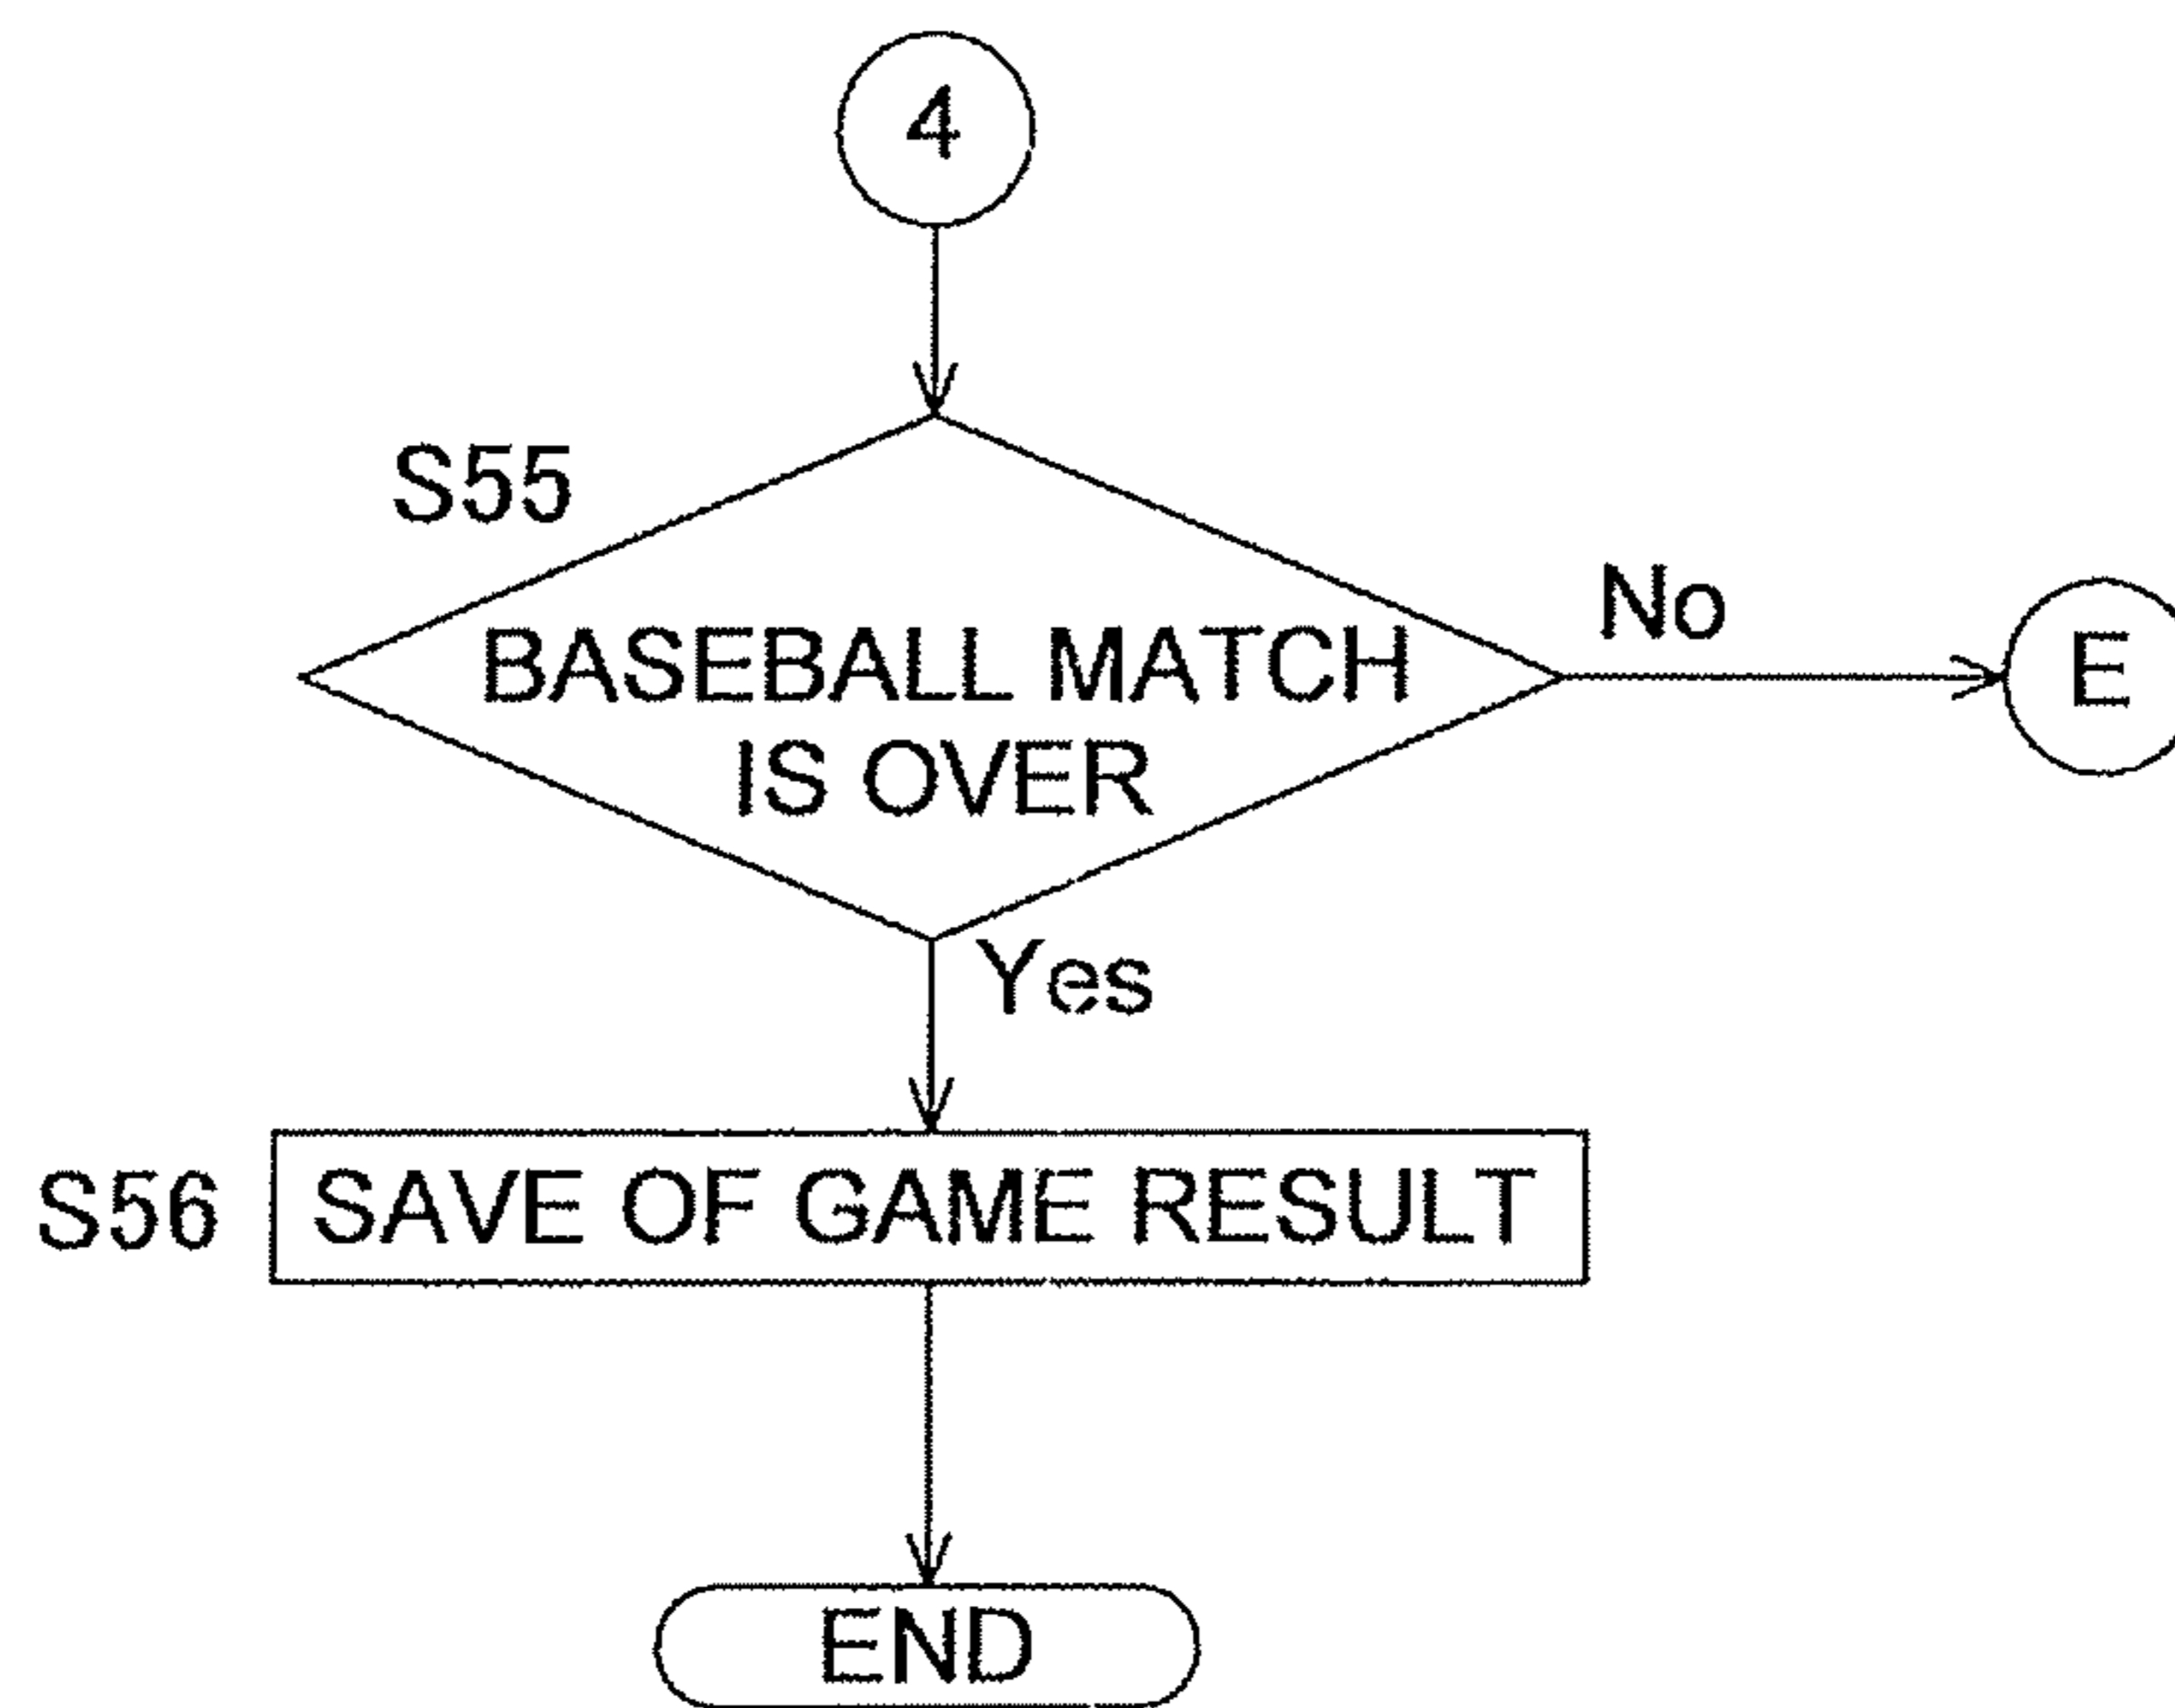 4
S55
BASEBALL MATCH
IS OVER
No
E
Yes
S56
SAVE OF GAME RESULT
END